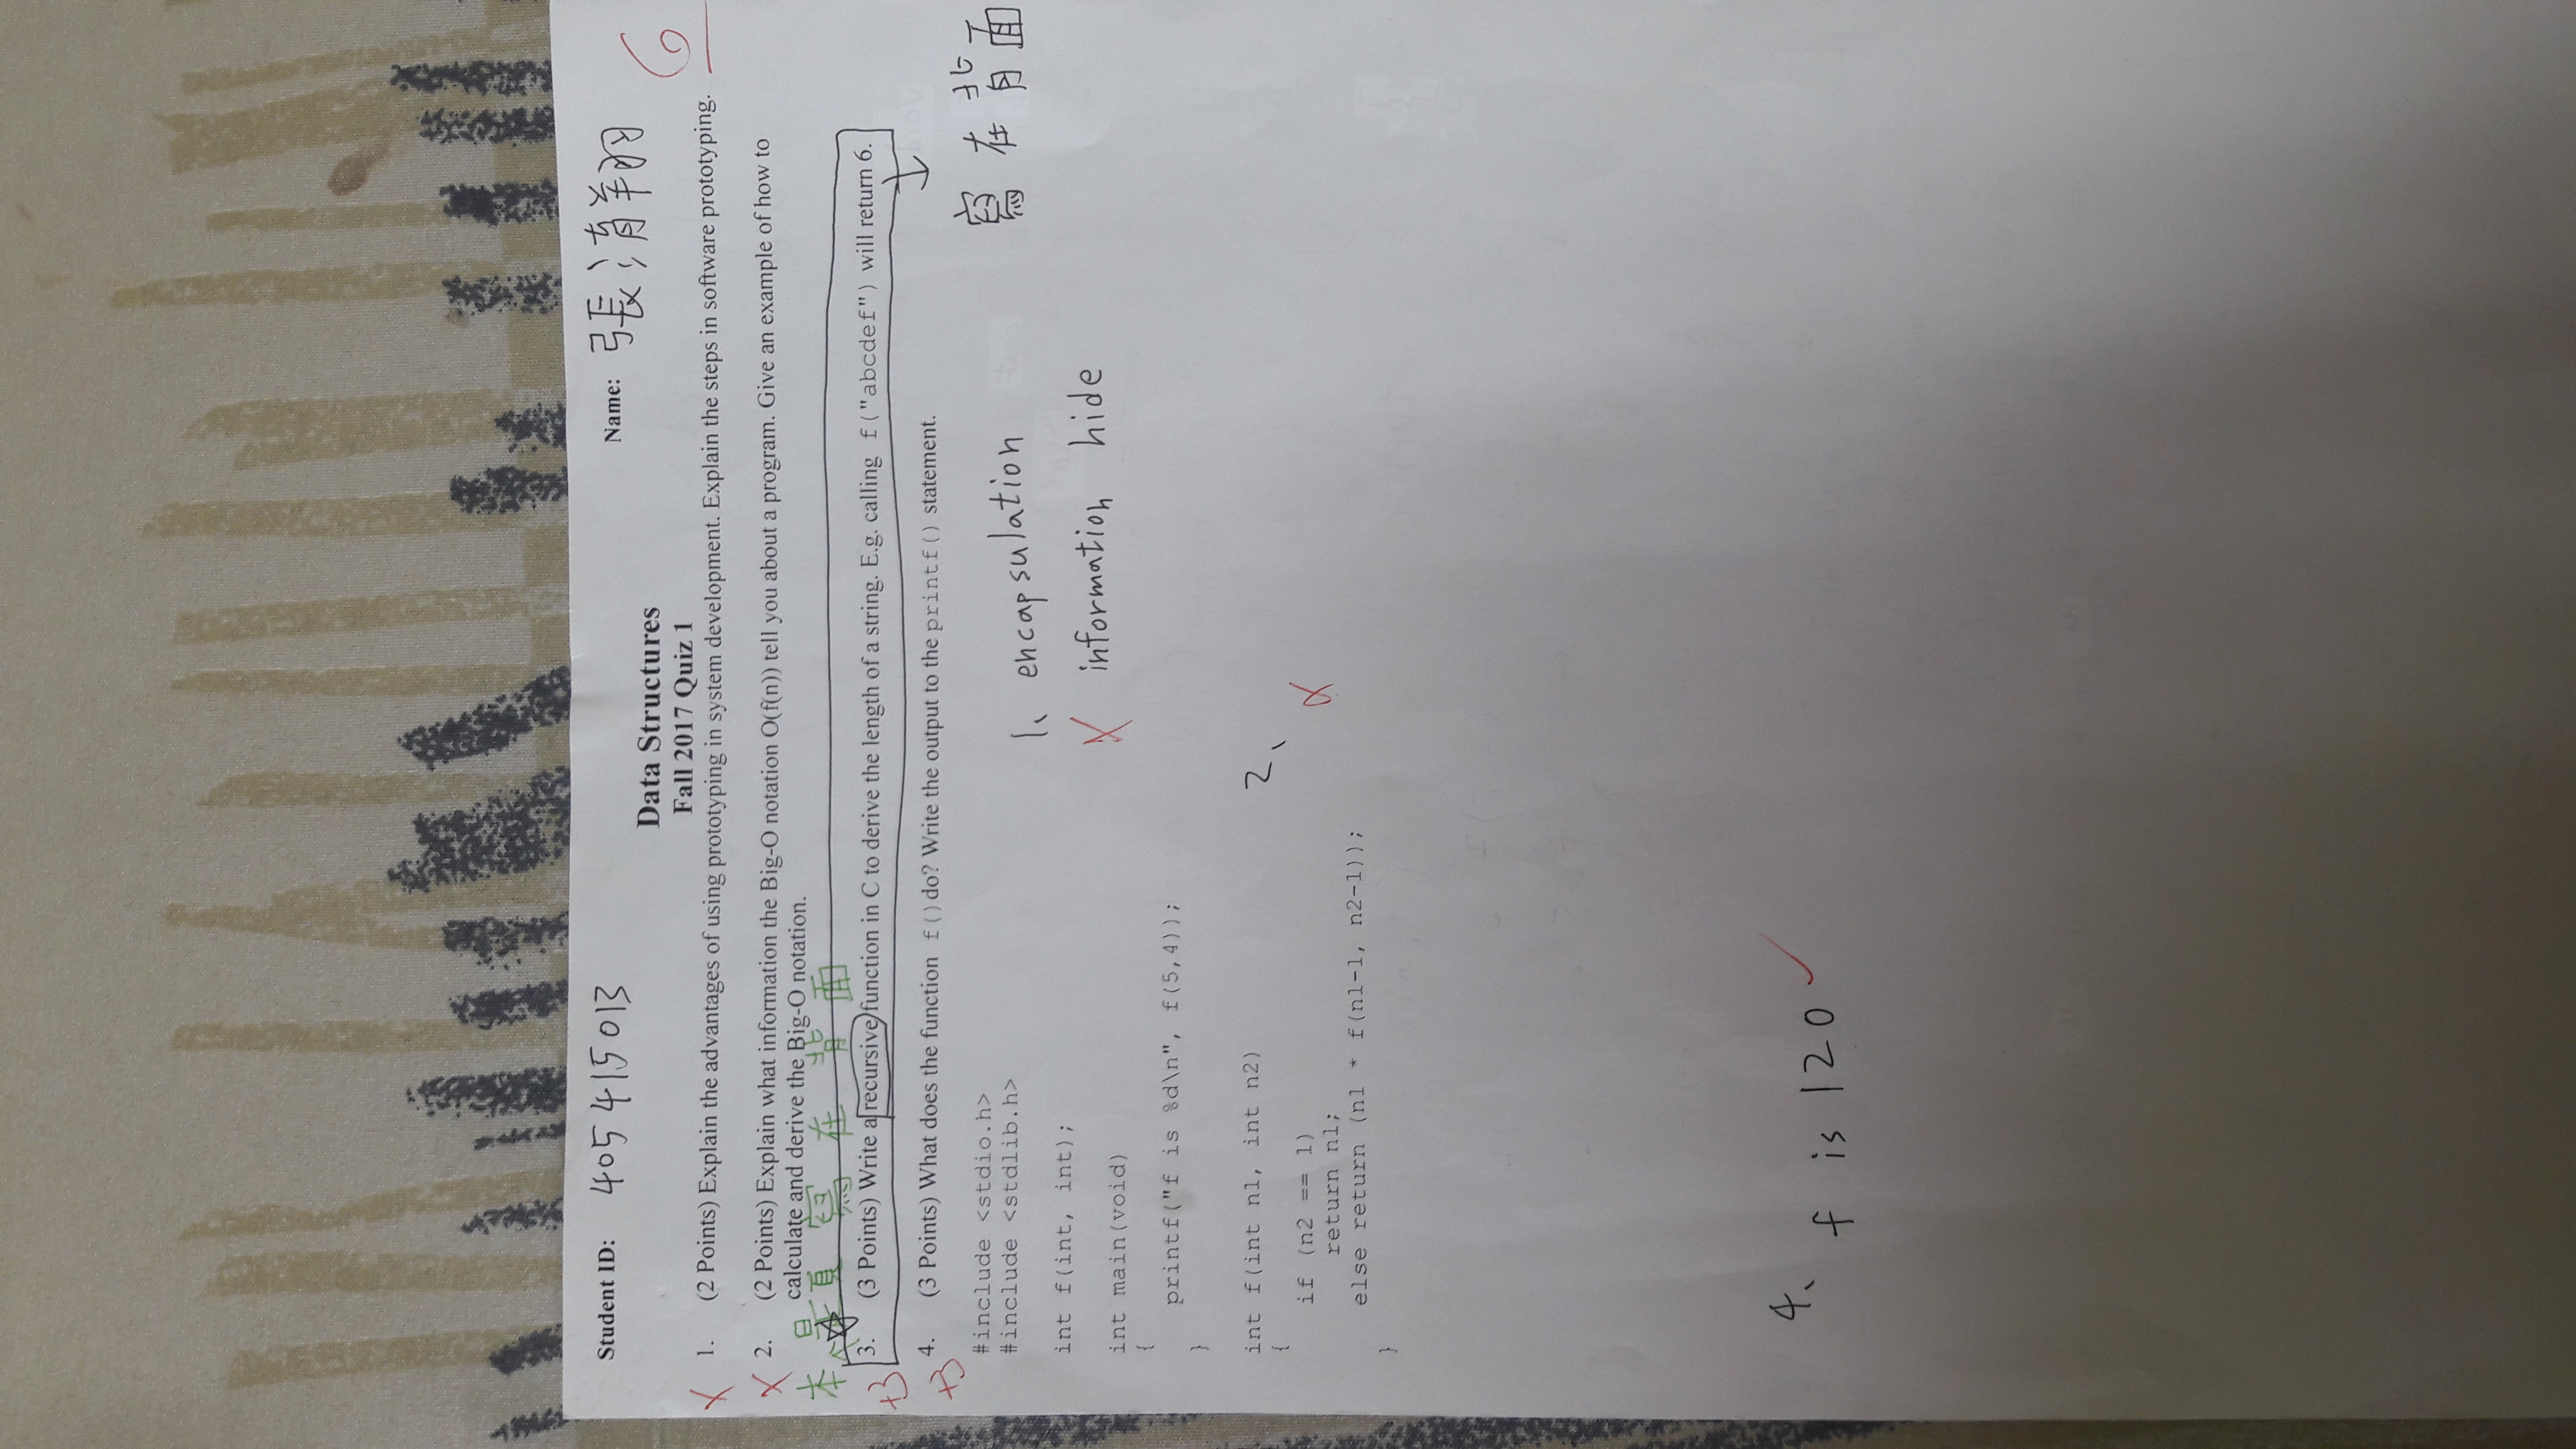 Student ID: 405415013 Name: 張清翔
Data Structures
Fall 2017 Quiz 1
6
X 1. (2 Points) Explain the advantages of using prototyping in system development. Explain the steps in software prototyping.
X 2. (2 Points) Explain what information the Big-O notation O(f(n)) tell you about a program. Give an example of how to
calculate and derive the Big-O notation.
本題寫在背面
+3 3. (3 Points) Write a recursive function in C to derive the length of a string. E.g. calling f("abcdef") will return 6.
+3 4. (3 Points) What does the function f() do? Write the output to the printf() statement.
寫在背面
#include <stdio.h>
#include <stdlib.h>
int f(int, int);
int main(void)
{
printf("f is %d\n", f(5,4));
}
int f(int n1, int n2)
{
if (n2 == 1)
return n1;
else return (n1 * f(n1-1, n2-1));
}
1、encapsulation
X information hide
2、
X
4、
f is 120 ✓